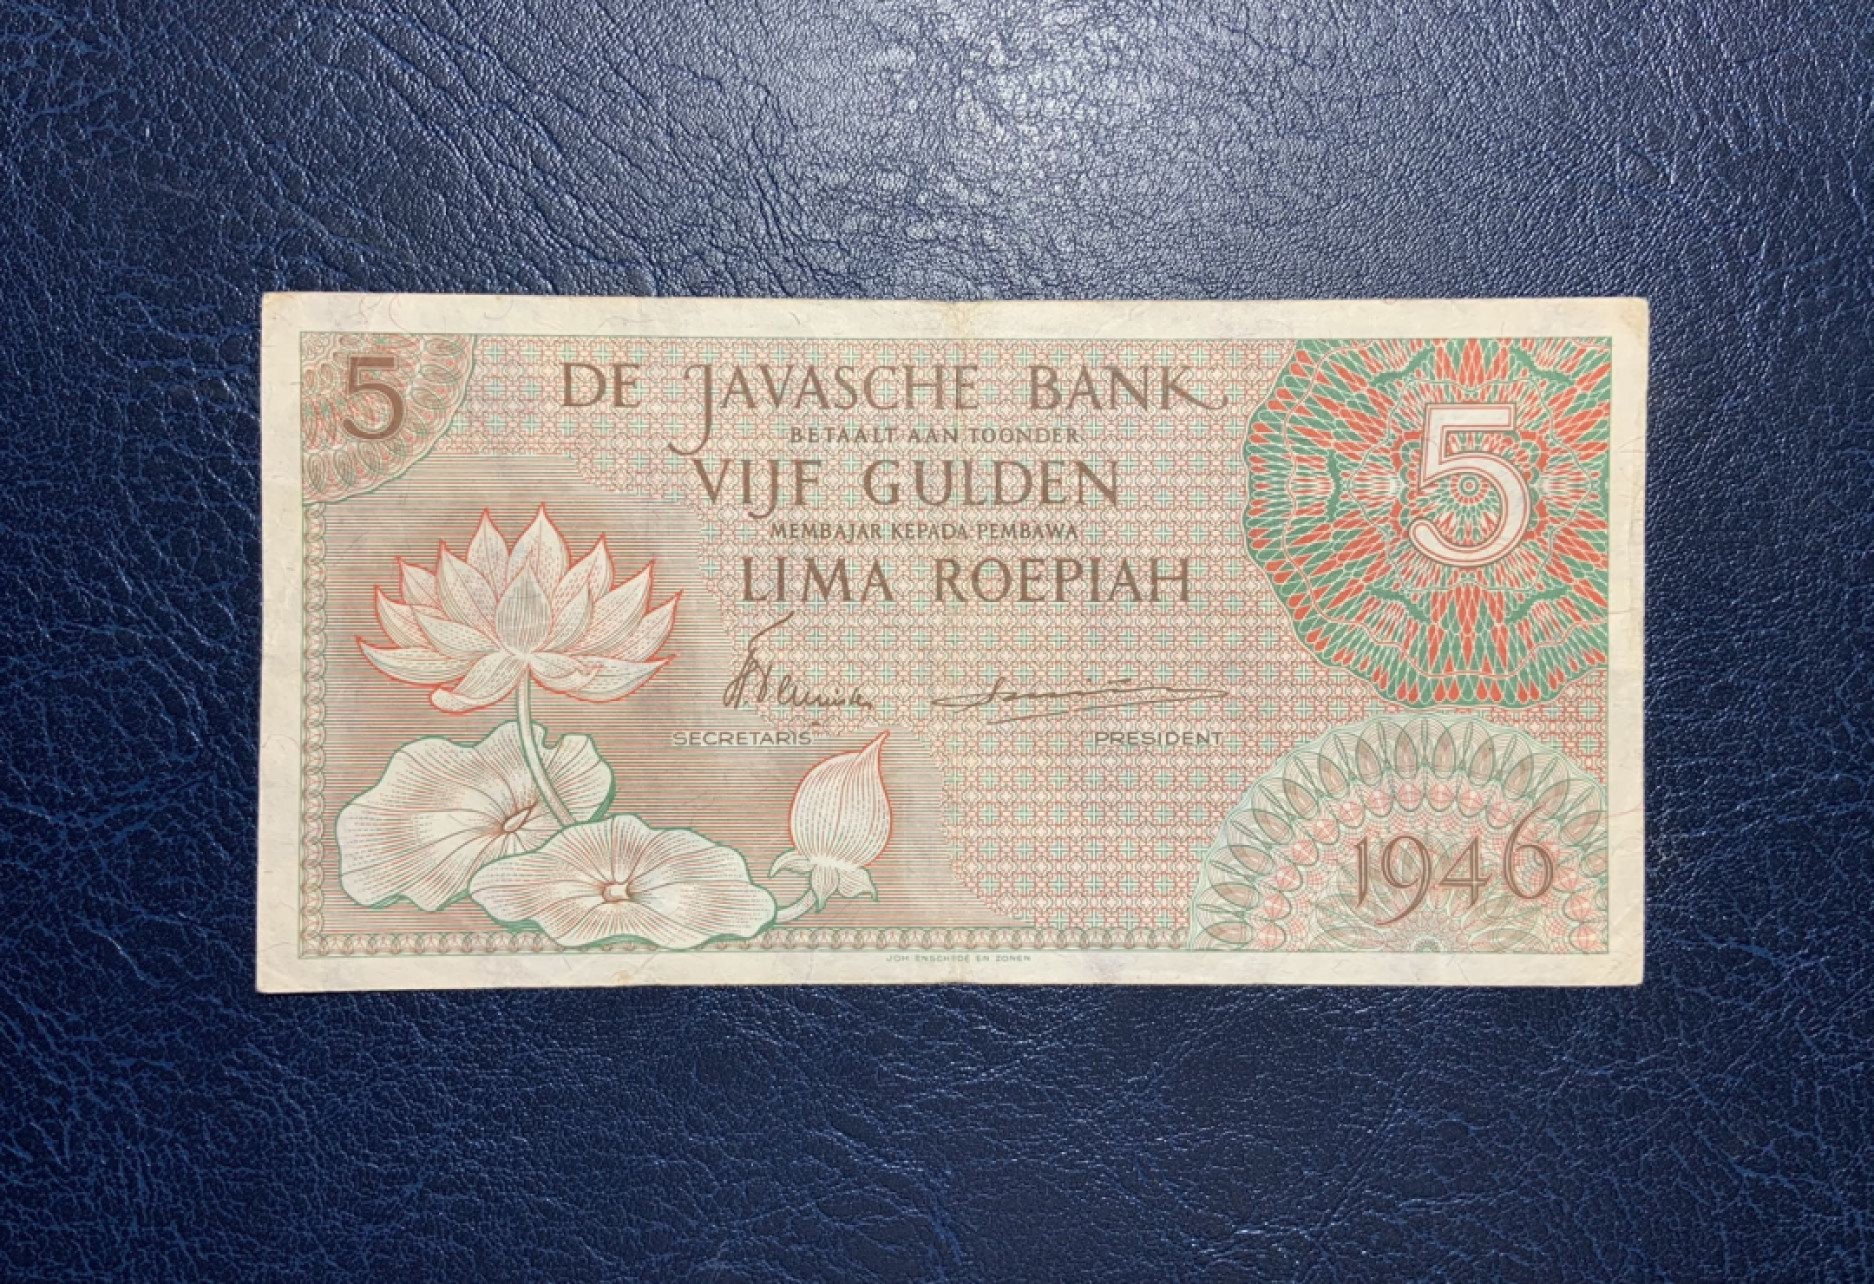 5
DE JAVASCHE BANK
BETAALT AAN TOONDER
VIJF GULDEN
MEMBAJAR KEPADA PEMBAWA
LIMA ROEPIAH
5
SECRETARIS
PRESIDENT
1946
JOH ENSCHEDÉ EN ZONEN